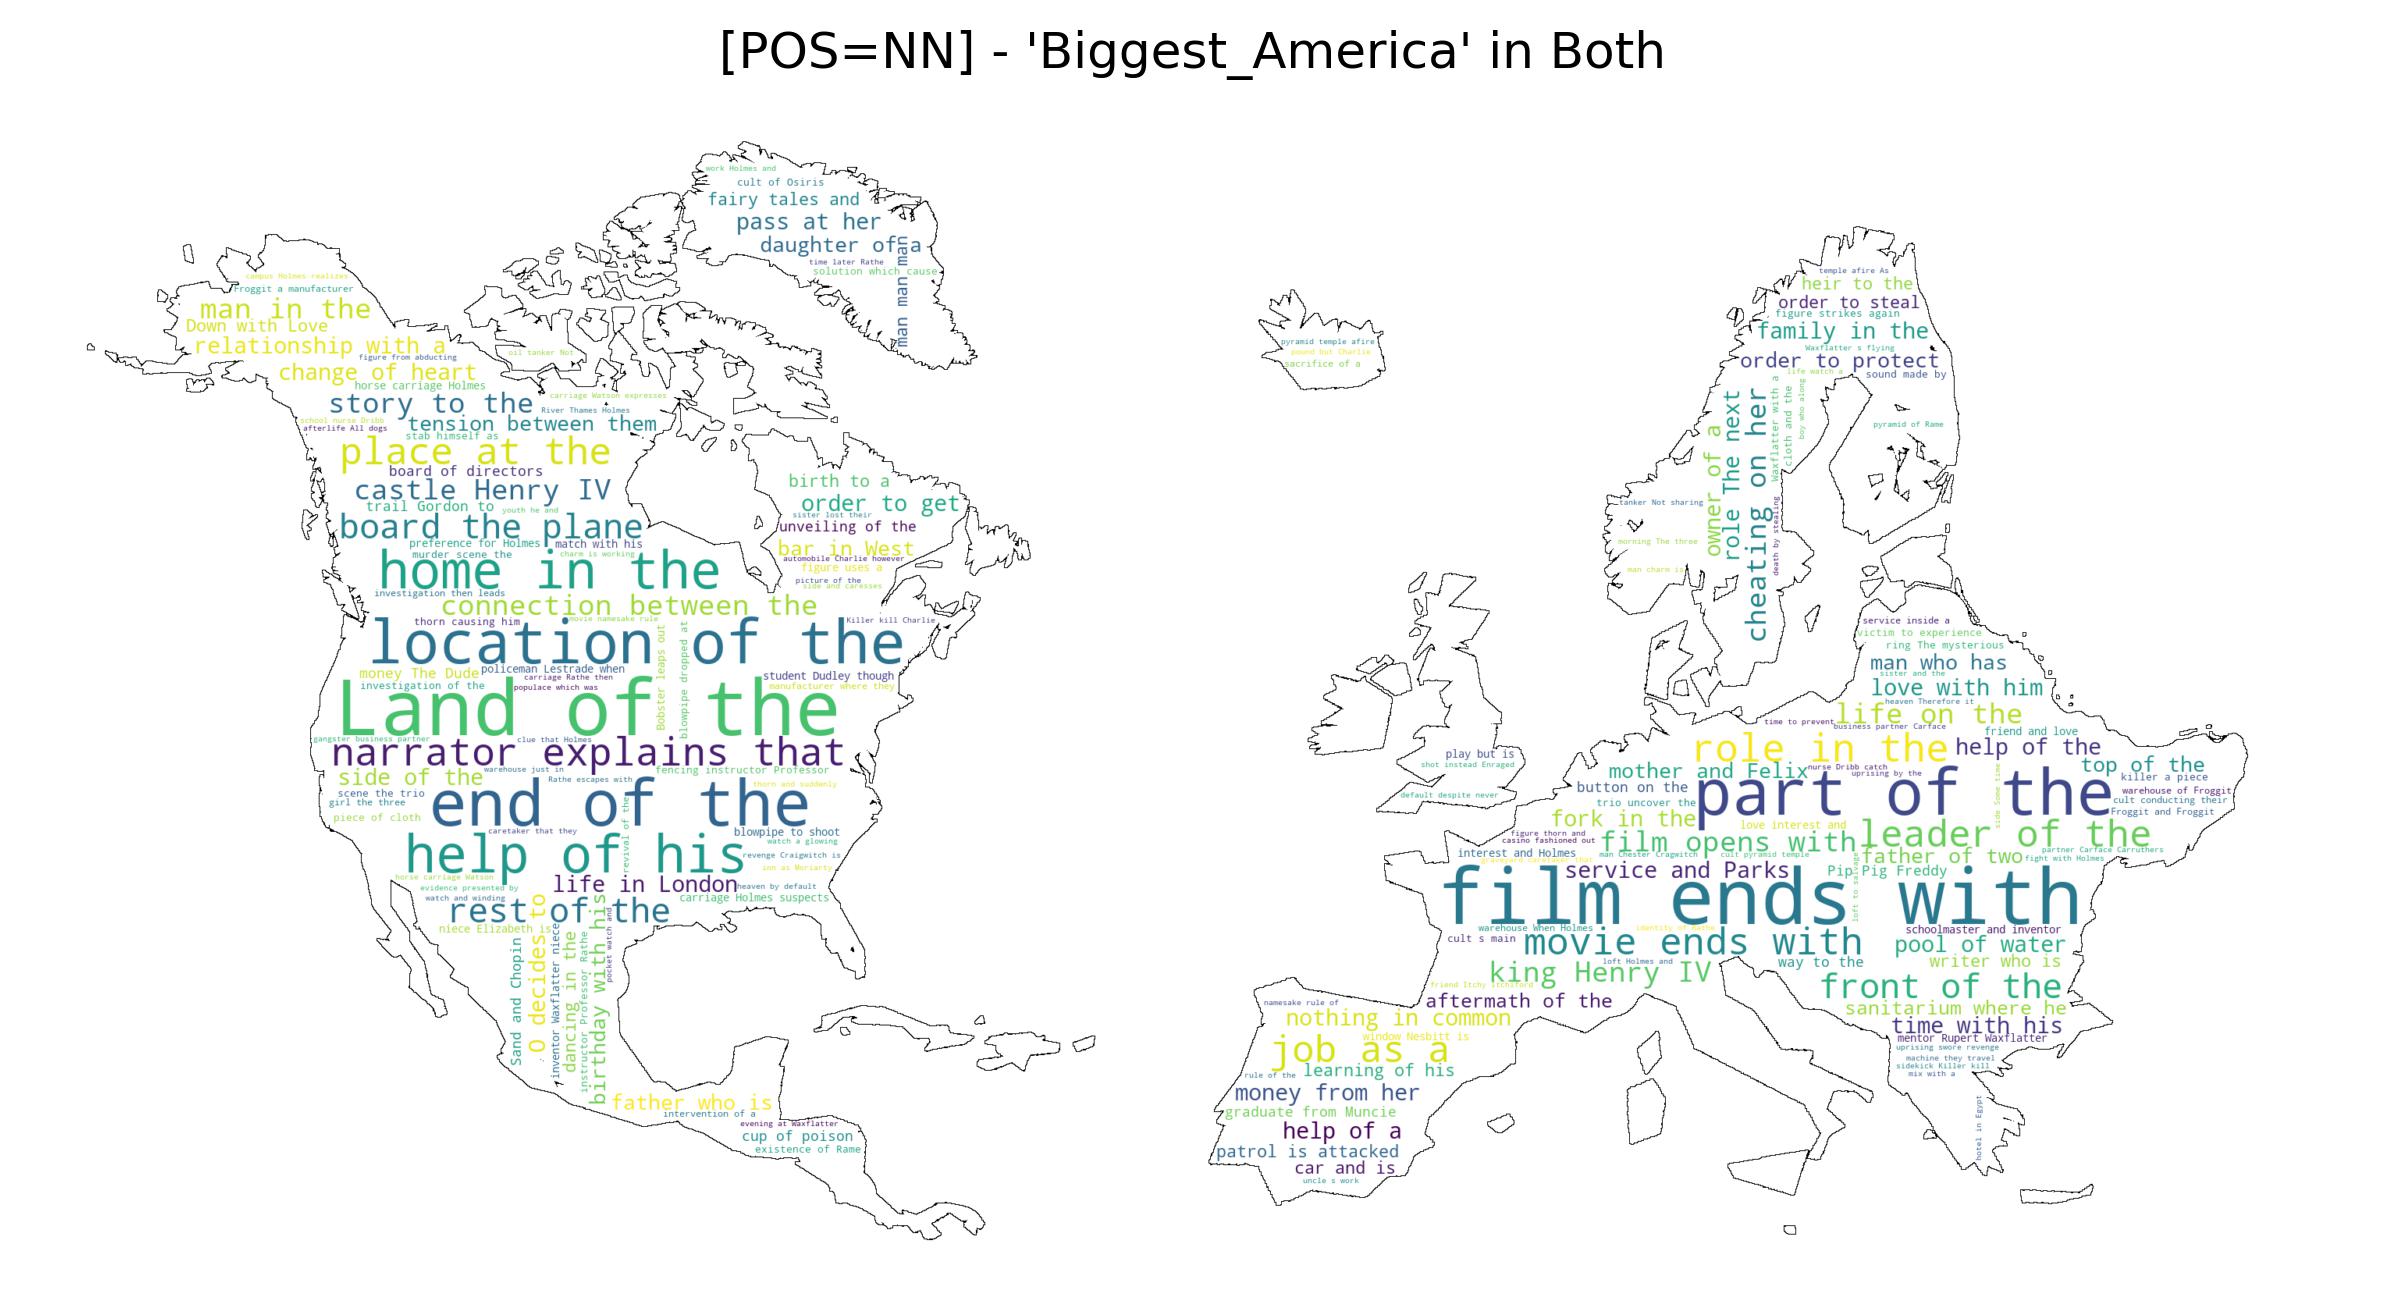 [POS=NN] - 'Biggest_America' in Both
work Holmes and
cult of Osiris
fairy tales and
pass at her
daughter of a
time later Rathe
solution which cause
man man man
campus Holmes-realizes
Froggit a manufacturer
man in the
Down with Love
relationship with a
figure from abducting
oil tanker Not
change of heart
horse carriage Holmes
carriage Watson expresses
story to the
River Thames Holmes
school nurse Dribb
tension between them
afterlife All dogs
stab himself as
place at the
board of directors
castle Henry IV
trail Gordon to
youth he and
board the plane
preference for Holmes
match with his
murder scene the
charm is working
home in the
investigation then leads
connection between the
birth to a
order to get
sister lost their
unveiling of the
bar in West
automobile Charlie however
figure uses a
picture of the
side and caresses
thorn causing him
movie namesake rule
Killer kill Charlie
location of the
Bobster leaps out
blowpipe dropped at
money The Dude
policeman Lestrade when
carriage Rathe then
student Dudley though
investigation of the
populace which was
manufacturer where they
Land of the
gangster business partner
clue that Holmes
narrator explains that
side of the
warehouse just in
Rathe escapes with
fencing instructor Professor
thorn and suddenly
scene the trio
girl the three
end of the
piece of cloth
revival of the
caretaker that they
blowpipe to shoot
watch a glowing
help of his
revenge Craigwitch is
inn as Moriarty
horse carriage Watson
evidence presented by
life in London
heaven by default
watch and winding
carriage Holmes suspects
rest of the
niece Elizabeth is
Sand and Chopin
O decides to
inventor Waxflatter niece
dancing in the
instructor Professor Rathe
birthday with his
pocket watch and
father who is
intervention of a
evening at Waxflatter
cup of poison
existence of Rame
temple afire As
heir to the
order to steal
figure strikes again
family in the
Waxflatter s flying
order to protect
life watch a
sound made by
pyramid temple afire
pound but Charlie
sacrifice of a
owner of a
role The next
cheating on her
Waxflatter with a
cloth and the
boy who along
death by stealing
pyramid of Rame
tanker Not sharing
morning The three
man charm is
service inside a
victim to experience
ring The mysterious
man who has
sister and the
love with him
heaven Therefore it
life on the
time to prevent
business partner Carface
friend and love
play but is
shot instead Enraged
default despite never
role in the
help of the
mother and Felix
nurse Dribb catch
uprising by the
top of the
killer a piece
button on the
part of the
side Some time
warehouse of Froggit
cult conducting their
trio uncover the
Froggit and Froggit
fork in the
love interest and
figure thorn and
casino fashioned out
film opens with
leader of the
interest and Holmes
graveyard caretaker that
man Chester Cragwitch
cult pyramid temple
father of two
partner Carface Carruthers
fight with Holmes
service and Parks
loft to salvage
Pip Pig Freddy
film ends with
warehouse When Holmes
identity of Rathe
cult s main
movie ends with
schoolmaster and inventor
pool of water
loft Holmes and
way to the
writer who is
king Henry IV
friend Itchy Itchiford
front of the
namesake rule of
aftermath of the
sanitarium where he
nothing in common
time with his
window Nesbitt is
mentor Rupert Waxflatter
job as a
uprising swore revenge
machine they travel
rule of the
learning of his
sidekick Killer kill
mix with a
money from her
graduate from Muncie
hotel in Egypt
help of a
patrol is attacked
car and is
uncle s work